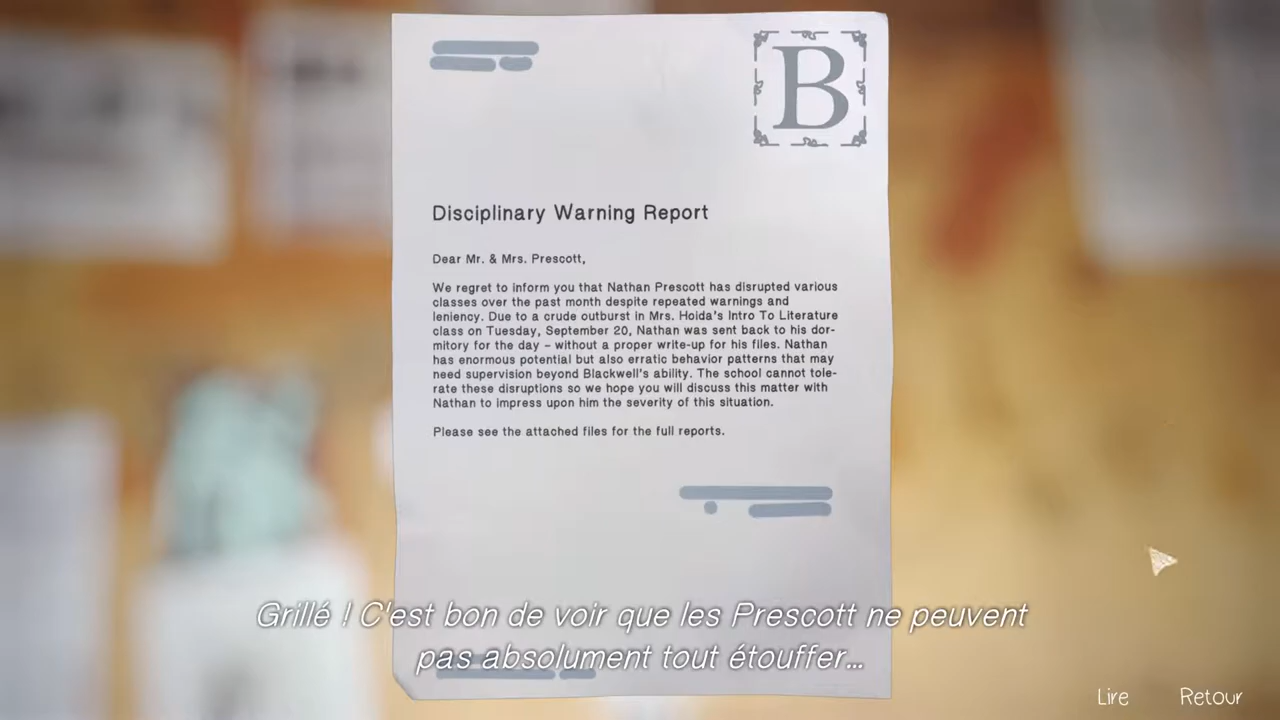 B
Disciplinary Warning Report
Dear Mr. & Mrs. Prescott,
We regret to inform you that Nathan Prescott has disrupted various
classes over the past month despite repeated warnings and
leniency. Due to a crude outburst in Mrs. Hoida's Intro To Literature
class on Tuesday, September 20, Nathan was sent back to his dor-
mitory for the day – without a proper write-up for his files. Nathan
has enormous potential but also erratic behavior patterns that may
need supervision beyond Blackwell's ability. The school cannot tole-
rate these disruptions so we hope you will discuss this matter with
Nathan to impress upon him the severity of this situation.
Please see the attached files for the full reports.
Grillé ! C'est bon de voir que les Prescott ne peuvent
pas absolument tout étouffer...
Lire Retour